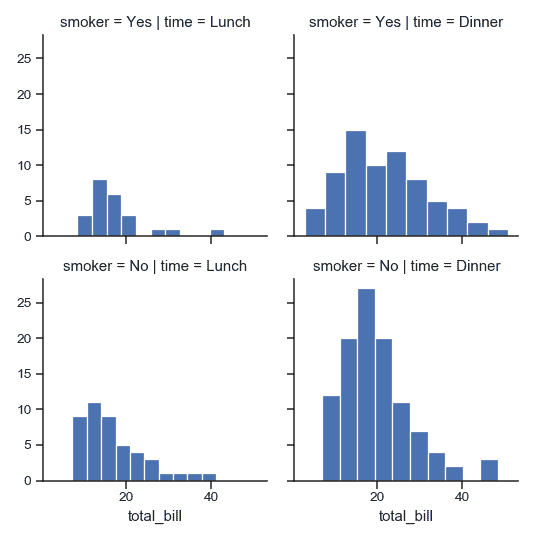 smoker = Yes | time = Lunch
smoker = Yes | time = Dinner
25
20
15
10
5
0
smoker = No | time = Lunch
smoker = No | time = Dinner
25
20
15
10
5
0
20
40
20
40
total_bill
total_bill